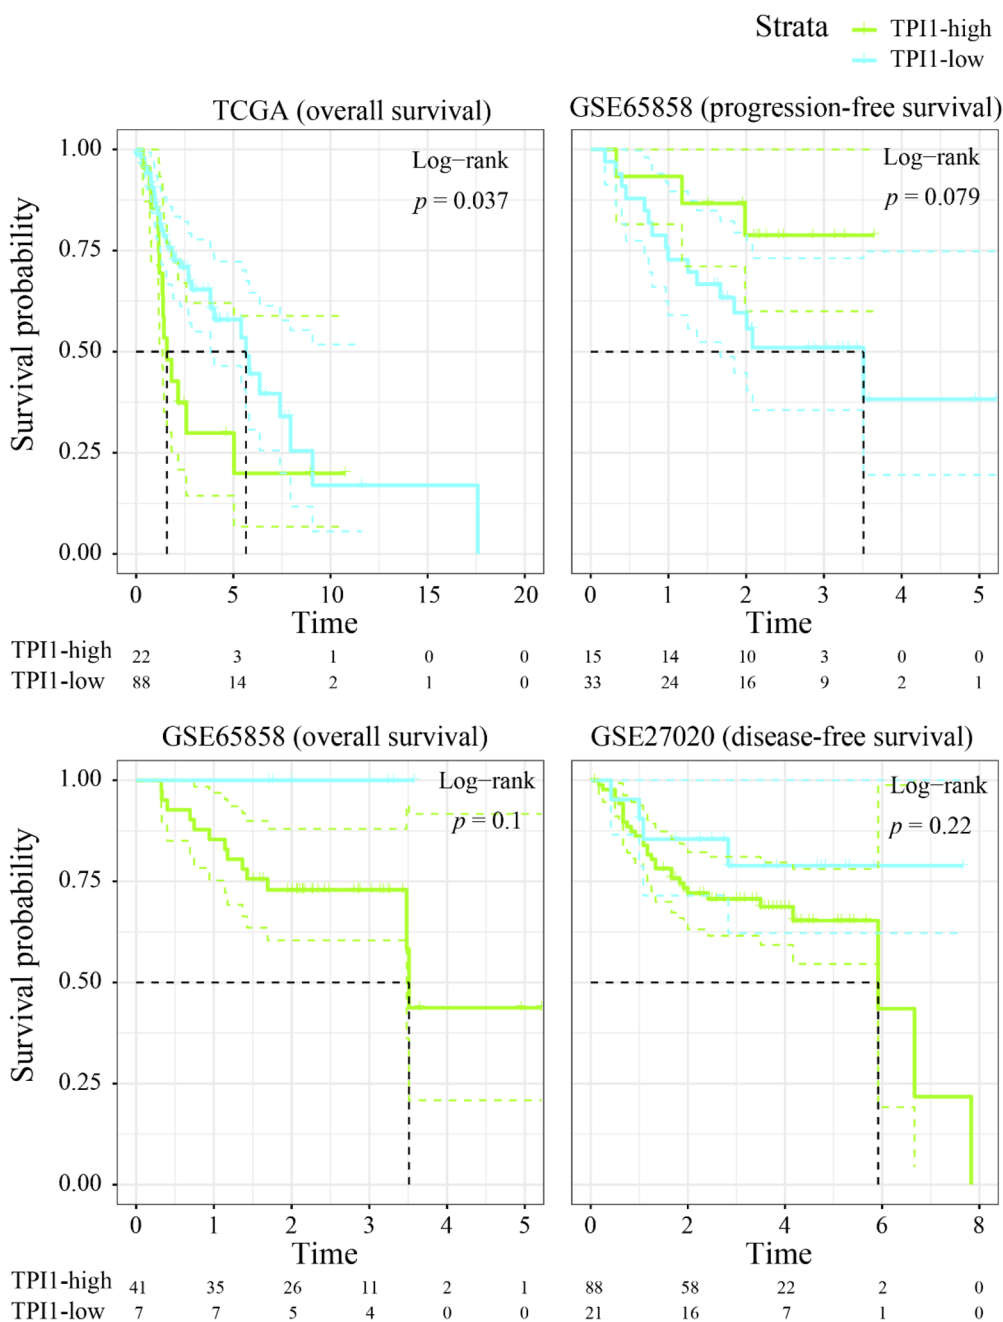 Strata
TPI1-high
TPI1-low
TCGA (overall survival)
Survival probability
1.00
0.75
0.50
0.25
0.00
Log−rank
p = 0.037
0 5 10 15 20
Time
TPI1-high 22 3 1 0 0
TPI1-low 88 14 2 1 0
GSE65858 (progression-free survival)
Log−rank
p = 0.079
0 1 2 3 4 5
Time
15 14 10 3 0 0
33 24 16 9 2 1
GSE65858 (overall survival)
Survival probability
1.00
0.75
0.50
0.25
0.00
Log−rank
p = 0.1
0 1 2 3 4 5
Time
TPI1-high 41 35 26 11 2 1
TPI1-low 7 7 5 4 0 0
GSE27020 (disease-free survival)
Log−rank
p = 0.22
0 2 4 6 8
Time
88 58 22 2 0
21 16 7 1 0